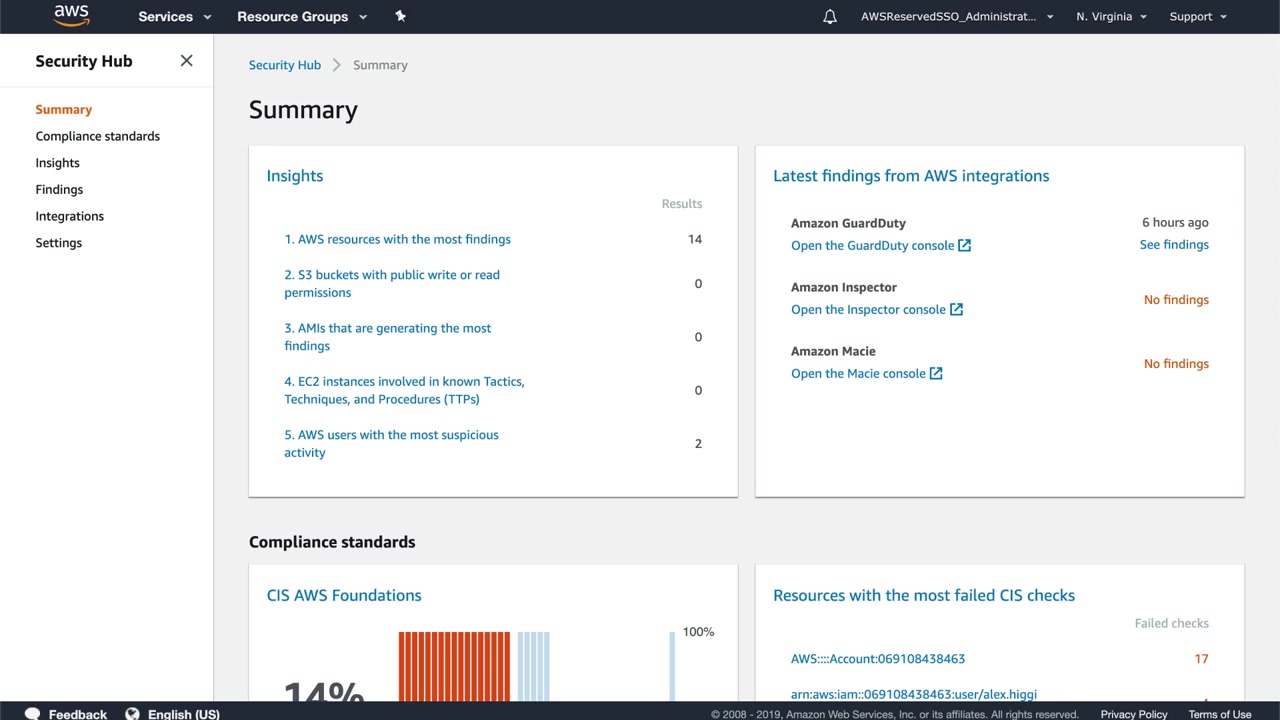 aws
Services
Resource Groups
AWSReservedSSO_Administrat...
N. Virginia
Support
Security Hub
Summary
Compliance standards
Insights
Findings
Integrations
Settings
Security Hub
Summary
Summary
Insights
Results
1. AWS resources with the most findings
14
2. S3 buckets with public write or read
permissions
0
3. AMIs that are generating the most
findings
0
4. EC2 instances involved in known Tactics,
Techniques, and Procedures (TTPs)
0
5. AWS users with the most suspicious
activity
2
Latest findings from AWS integrations
Amazon GuardDuty
6 hours ago
Open the GuardDuty console
See findings
Amazon Inspector
Open the Inspector console
No findings
Amazon Macie
Open the Macie console
No findings
Compliance standards
CIS AWS Foundations
100%
14%
Resources with the most failed CIS checks
Failed checks
AWS::::Account:069108438463
17
arn:aws:iam::069108438463:user/alex.higgi
Feedback
English (US)
© 2008 - 2019, Amazon Web Services, Inc. or its affiliates. All rights reserved.
Privacy Policy
Terms of Use